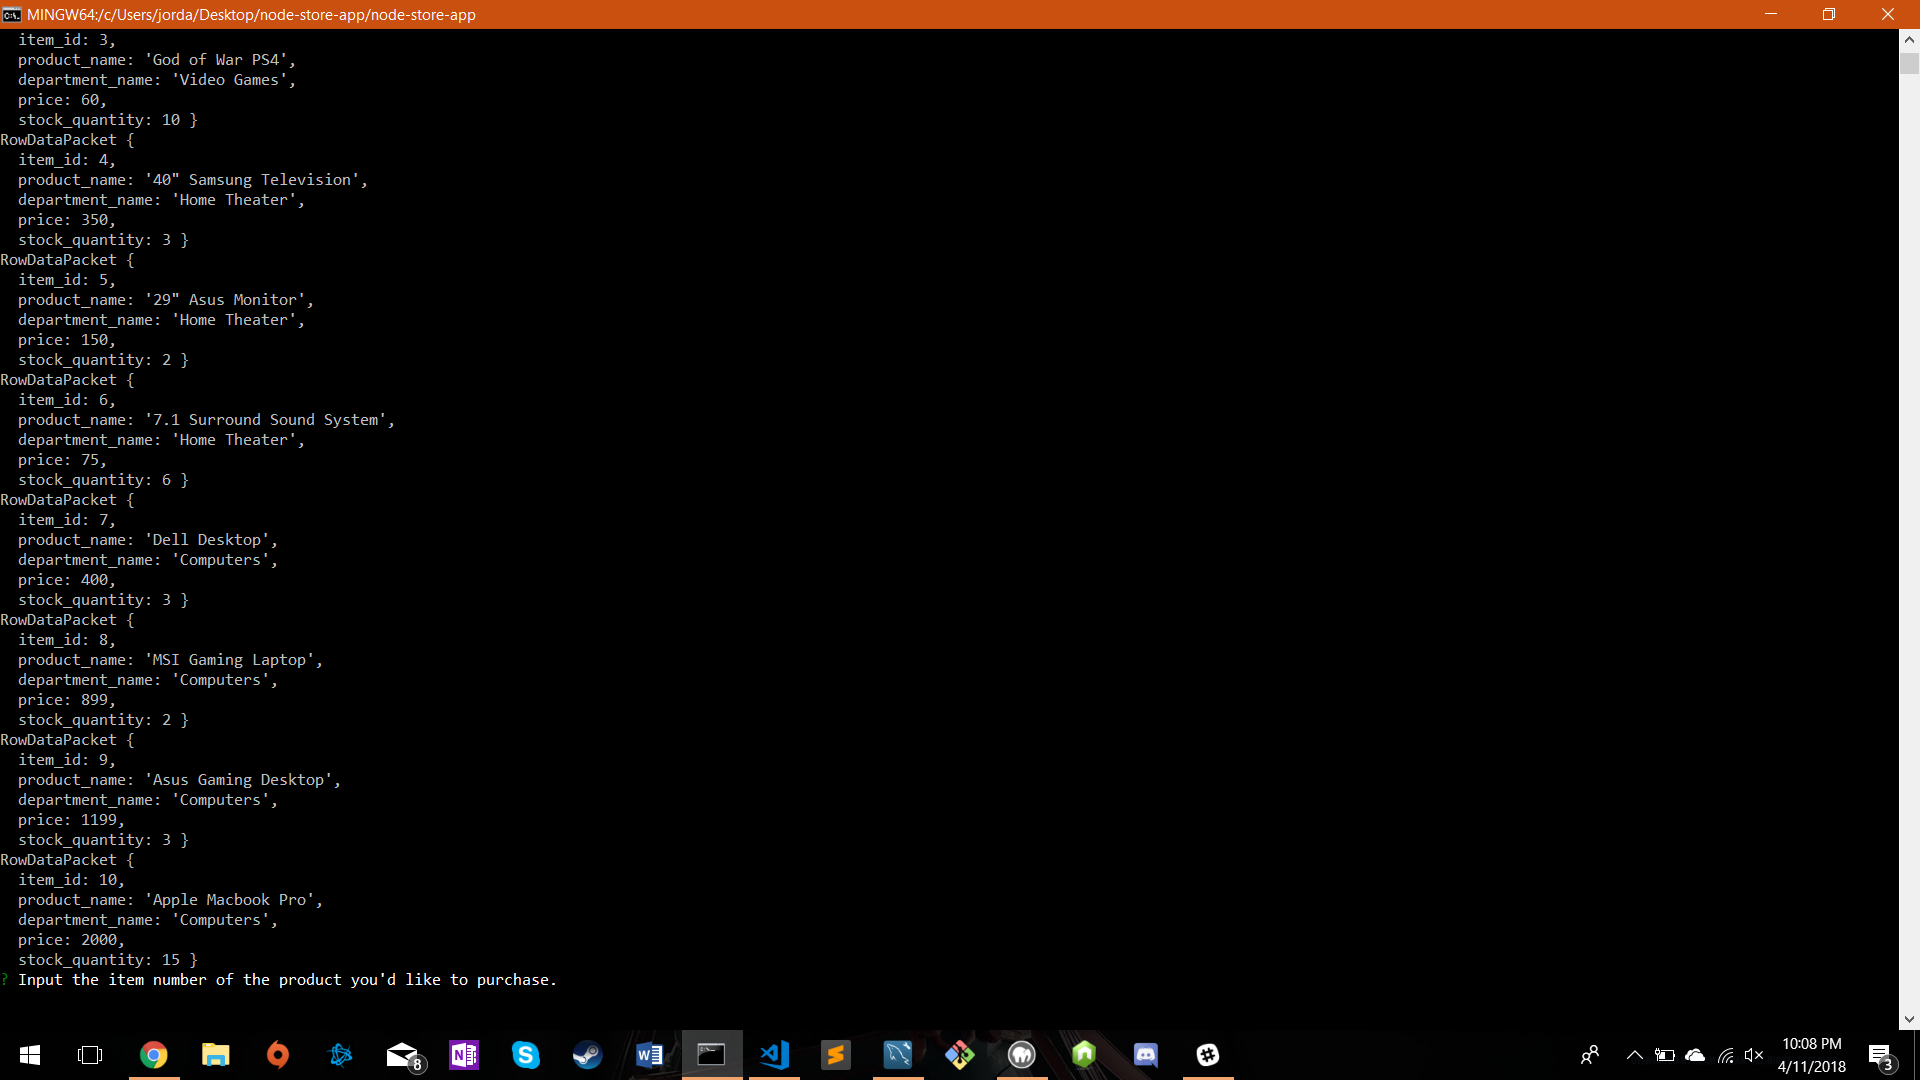 MINGW64:/c/Users/jorda/Desktop/node-store-app/node-store-app
  item_id: 3,
  product_name: 'God of War PS4',
  department_name: 'Video Games',
  price: 60,
  stock_quantity: 10 }
RowDataPacket {
  item_id: 4,
  product_name: '40" Samsung Television',
  department_name: 'Home Theater',
  price: 350,
  stock_quantity: 3 }
RowDataPacket {
  item_id: 5,
  product_name: '29" Asus Monitor',
  department_name: 'Home Theater',
  price: 150,
  stock_quantity: 2 }
RowDataPacket {
  item_id: 6,
  product_name: '7.1 Surround Sound System',
  department_name: 'Home Theater',
  price: 75,
  stock_quantity: 6 }
RowDataPacket {
  item_id: 7,
  product_name: 'Dell Desktop',
  department_name: 'Computers',
  price: 400,
  stock_quantity: 3 }
RowDataPacket {
  item_id: 8,
  product_name: 'MSI Gaming Laptop',
  department_name: 'Computers',
  price: 899,
  stock_quantity: 2 }
RowDataPacket {
  item_id: 9,
  product_name: 'Asus Gaming Desktop',
  department_name: 'Computers',
  price: 1199,
  stock_quantity: 3 }
RowDataPacket {
  item_id: 10,
  product_name: 'Apple Macbook Pro',
  department_name: 'Computers',
  price: 2000,
  stock_quantity: 15 }
? Input the item number of the product you'd like to purchase.
8
10:08 PM
4/11/2018
3